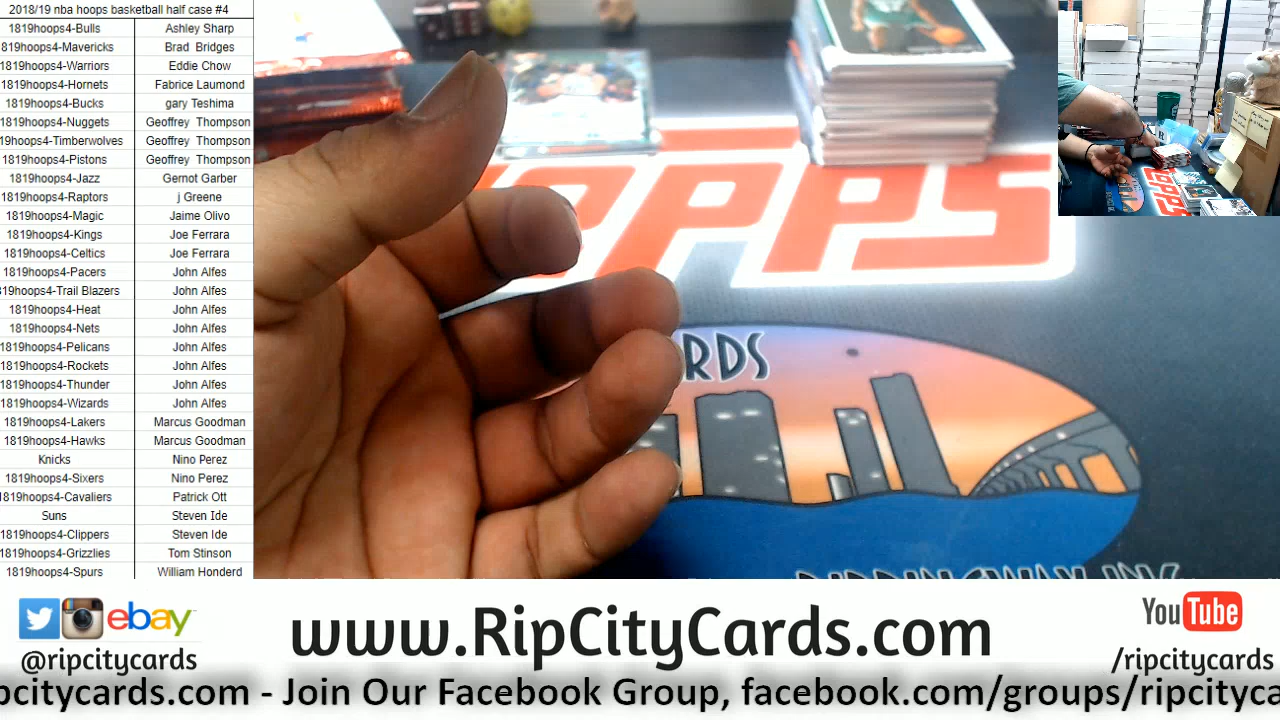 2018/19 nba hoops basketball half case #4
1819hoops4-Bulls Ashley Sharp
819hoops4-Mavericks Brad Bridges
1819hoops4-Warriors Eddie Chow
1819hoops4-Hornets Fabrice Laumond
1819hoops4-Bucks gary Teshima
1819hoops4-Nuggets Geoffrey Thompson
19hoops4-Timberwolves Geoffrey Thompson
1819hoops4-Pistons Geoffrey Thompson
1819hoops4-Jazz Gernot Garber
1819hoops4-Raptors j Greene
1819hoops4-Magic Jaime Olivo
1819hoops4-Kings Joe Ferrara
1819hoops4-Celtics Joe Ferrara
1819hoops4-Pacers John Alfes
819hoops4-Trail Blazers John Alfes
1819hoops4-Heat John Alfes
1819hoops4-Nets John Alfes
1819hoops4-Pelicans John Alfes
1819hoops4-Rockets John Alfes
1819hoops4-Thunder John Alfes
1819hoops4-Wizards John Alfes
1819hoops4-Lakers Marcus Goodman
1819hoops4-Hawks Marcus Goodman
Knicks Nino Perez
1819hoops4-Sixers Nino Perez
1819hoops4-Cavaliers Patrick Ott
Suns Steven Ide
1819hoops4-Clippers Steven Ide
1819hoops4-Grizzlies Tom Stinson
1819hoops4-Spurs William Honderd
OPPS
ARDS
ebay
@ripcitycards
www.RipCityCards.com
YouTube
/ripcitycards
pcitycards.com - Join Our Facebook Group, facebook.com/groups/ripcityca